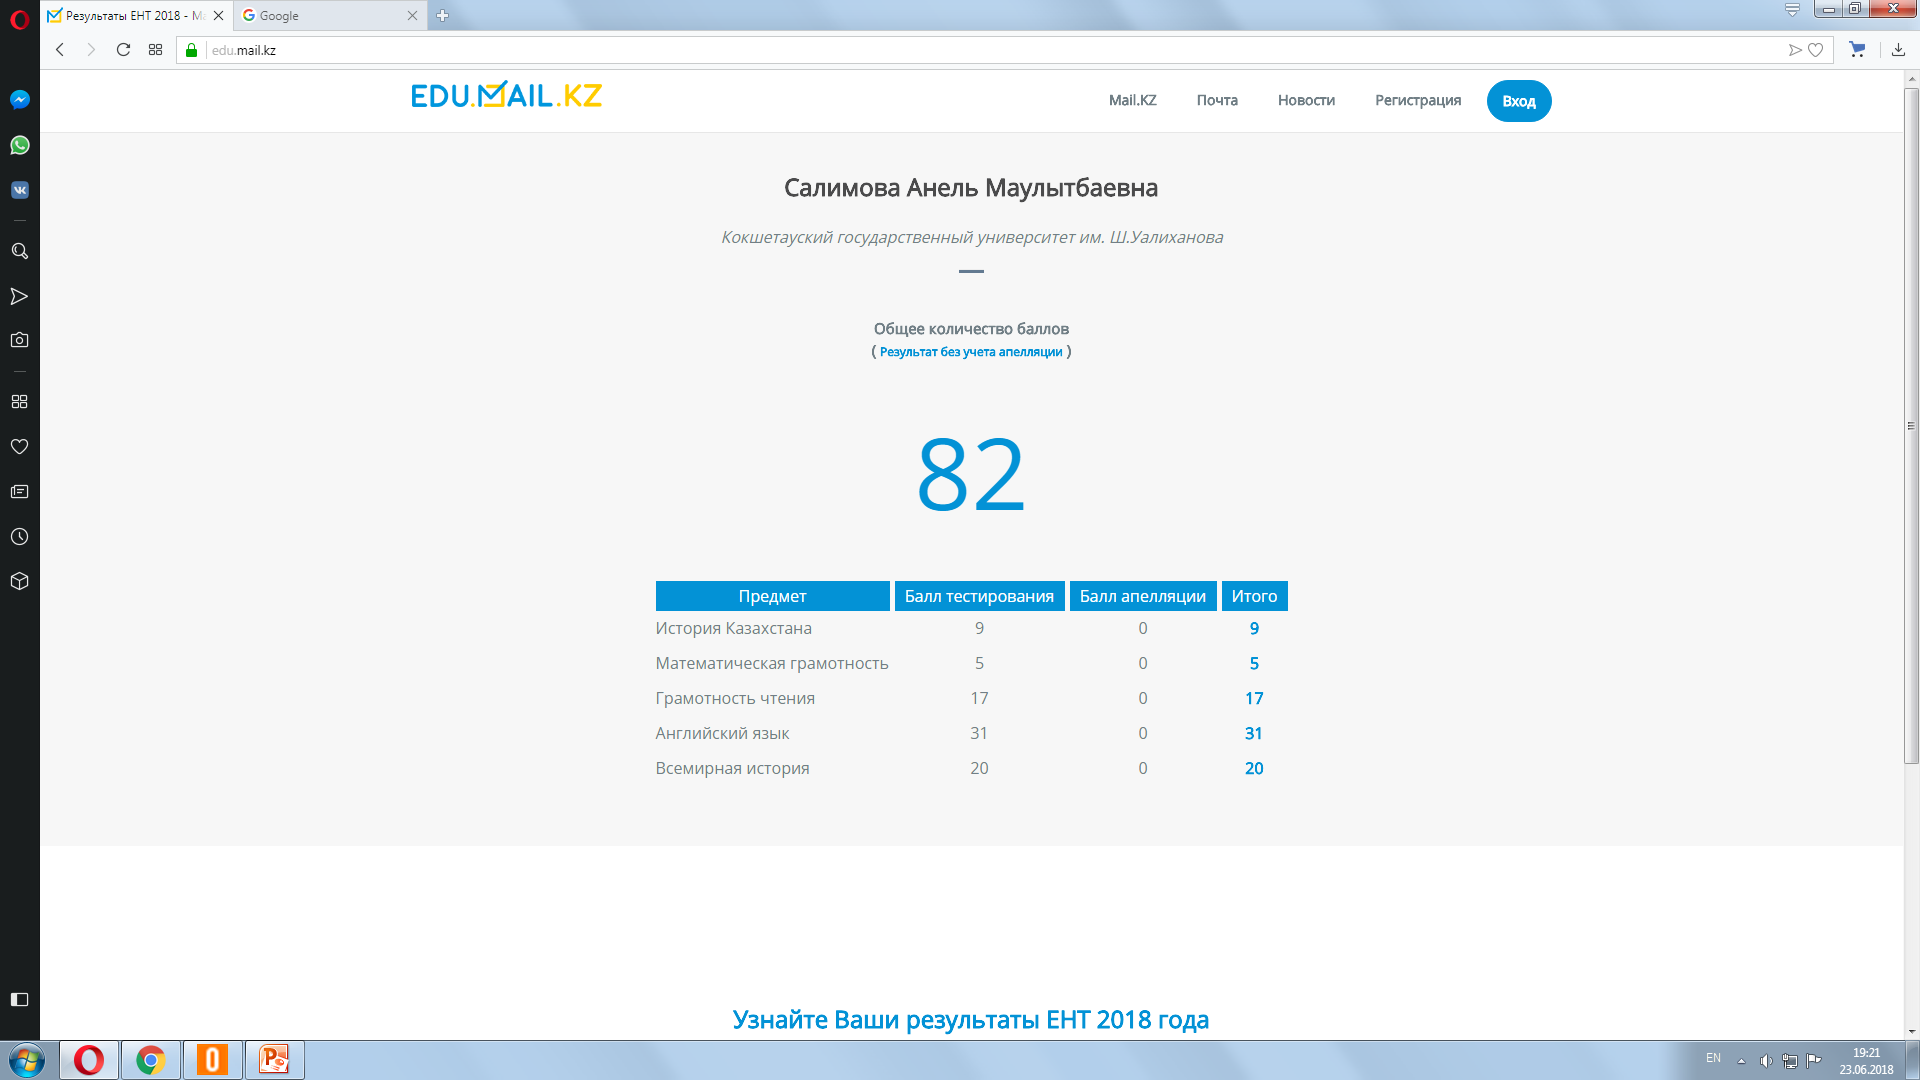 Результаты ЕНТ 2018 - Ma
Google
edu.mail.kz
EDU.MAIL.KZ
Mail.KZ Почта Новости Регистрация Вход
Салимова Анель Маулытбаевна
Кокшетауский государственный университет им. Ш.Уалиханова
Общее количество баллов
( Результат без учета апелляции )
82
Предмет Балл тестирования Балл апелляции Итого
История Казахстана 9 0 9
Математическая грамотность 5 0 5
Грамотность чтения 17 0 17
Английский язык 31 0 31
Всемирная история 20 0 20
Узнайте Ваши результаты ЕНТ 2018 года
EN
19:21
23.06.2018